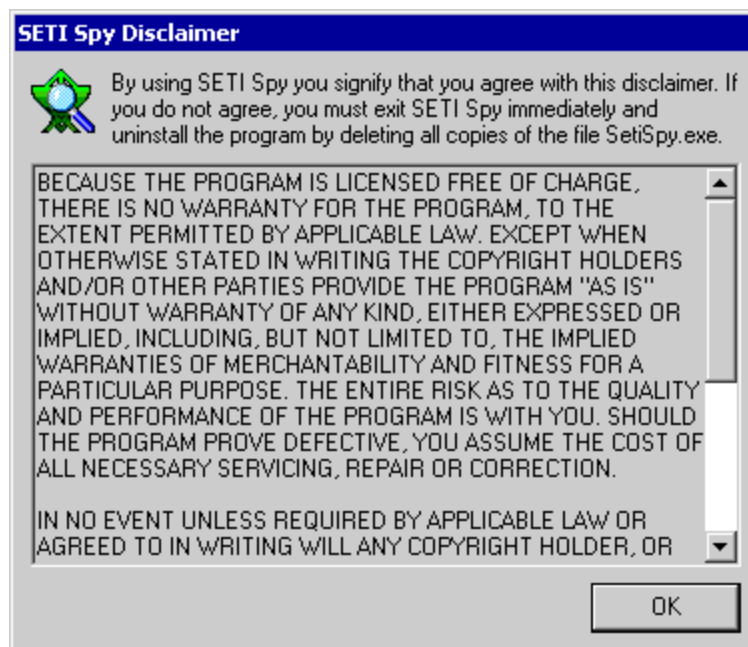 SETI Spy Disclaimer
By using SETI Spy you signify that you agree with this disclaimer. If
you do not agree, you must exit SETI Spy immediately and
uninstall the program by deleting all copies of the file SetiSpy.exe.
BECAUSE THE PROGRAM IS LICENSED FREE OF CHARGE,
THERE IS NO WARRANTY FOR THE PROGRAM, TO THE
EXTENT PERMITTED BY APPLICABLE LAW. EXCEPT WHEN
OTHERWISE STATED IN WRITING THE COPYRIGHT HOLDERS
AND/OR OTHER PARTIES PROVIDE THE PROGRAM "AS IS"
WITHOUT WARRANTY OF ANY KIND, EITHER EXPRESSED OR
IMPLIED, INCLUDING, BUT NOT LIMITED TO, THE IMPLIED
WARRANTIES OF MERCHANTABILITY AND FITNESS FOR A
PARTICULAR PURPOSE. THE ENTIRE RISK AS TO THE QUALITY
AND PERFORMANCE OF THE PROGRAM IS WITH YOU. SHOULD
THE PROGRAM PROVE DEFECTIVE, YOU ASSUME THE COST OF
ALL NECESSARY SERVICING, REPAIR OR CORRECTION.
IN NO EVENT UNLESS REQUIRED BY APPLICABLE LAW OR
AGREED TO IN WRITING WILL ANY COPYRIGHT HOLDER, OR
OK